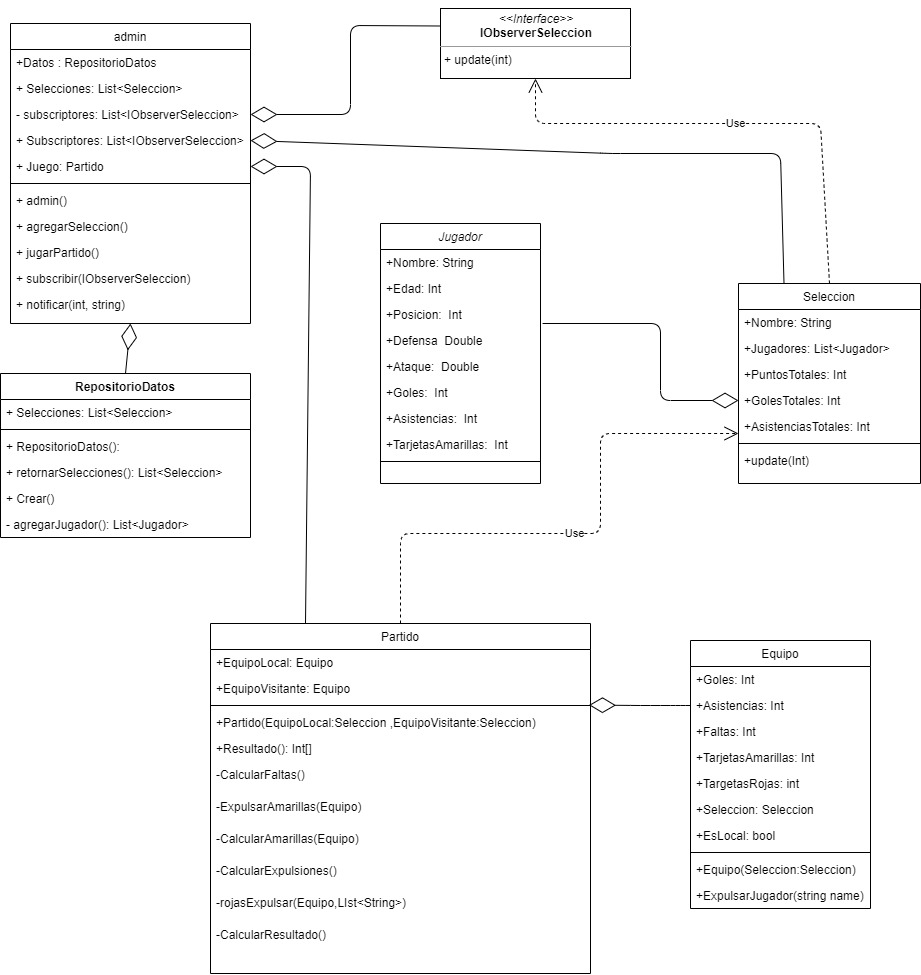 admin
+Datos : RepositorioDatos
+ Selecciones: List<Seleccion>
- subscriptores: List<IObserverSeleccion>
+ Subscriptores: List<IObserverSeleccion>
+ Juego: Partido
+ admin()
+ agregarSeleccion()
+ jugarPartido()
+ subscribir(IObserverSeleccion)
+ notificar(int, string)
<<Interface>>
IObserverSeleccion
+ update(int)
Use
Jugador
+Nombre: String
+Edad: Int
+Posicion:  Int
+Defensa  Double
+Ataque:  Double
+Goles:  Int
+Asistencias:  Int
+TarjetasAmarillas:  Int
Seleccion
+Nombre: String
+Jugadores: List<Jugador>
+PuntosTotales: Int
+GolesTotales: Int
+AsistenciasTotales: Int
+update(Int)
RepositorioDatos
+ Selecciones: List<Seleccion>
+ RepositorioDatos():
+ retornarSelecciones(): List<Seleccion>
+ Crear()
- agregarJugador(): List<Jugador>
Use
Partido
+EquipoLocal: Equipo
+EquipoVisitante: Equipo
+Partido(EquipoLocal:Seleccion ,EquipoVisitante:Seleccion)
+Resultado(): Int[]
-CalcularFaltas()
-ExpulsarAmarillas(Equipo)
-CalcularAmarillas(Equipo)
-CalcularExpulsiones()
-rojasExpulsar(Equipo,LIst<String>)
-CalcularResultado()
Equipo
+Goles: Int
+Asistencias: Int
+Faltas: Int
+TarjetasAmarillas: Int
+TargetasRojas: int
+Seleccion: Seleccion
+EsLocal: bool
+Equipo(Seleccion:Seleccion)
+ExpulsarJugador(string name)